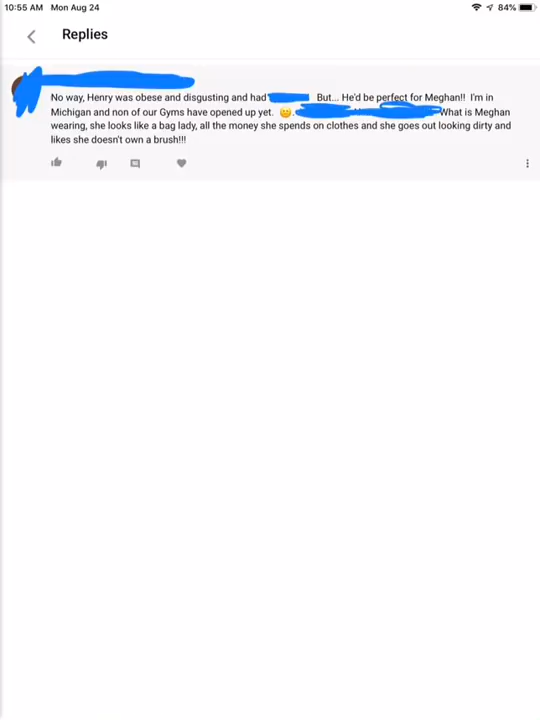 10:55 AM Mon Aug 24
84%
Replies
No way, Henry was obese and disgusting and had But... He'd be perfect for Meghan!! I'm in
Michigan and non of our Gyms have opened up yet. 😕. What is Meghan
wearing, she looks like a bag lady, all the money she spends on clothes and she goes out looking dirty and
likes she doesn't own a brush!!!